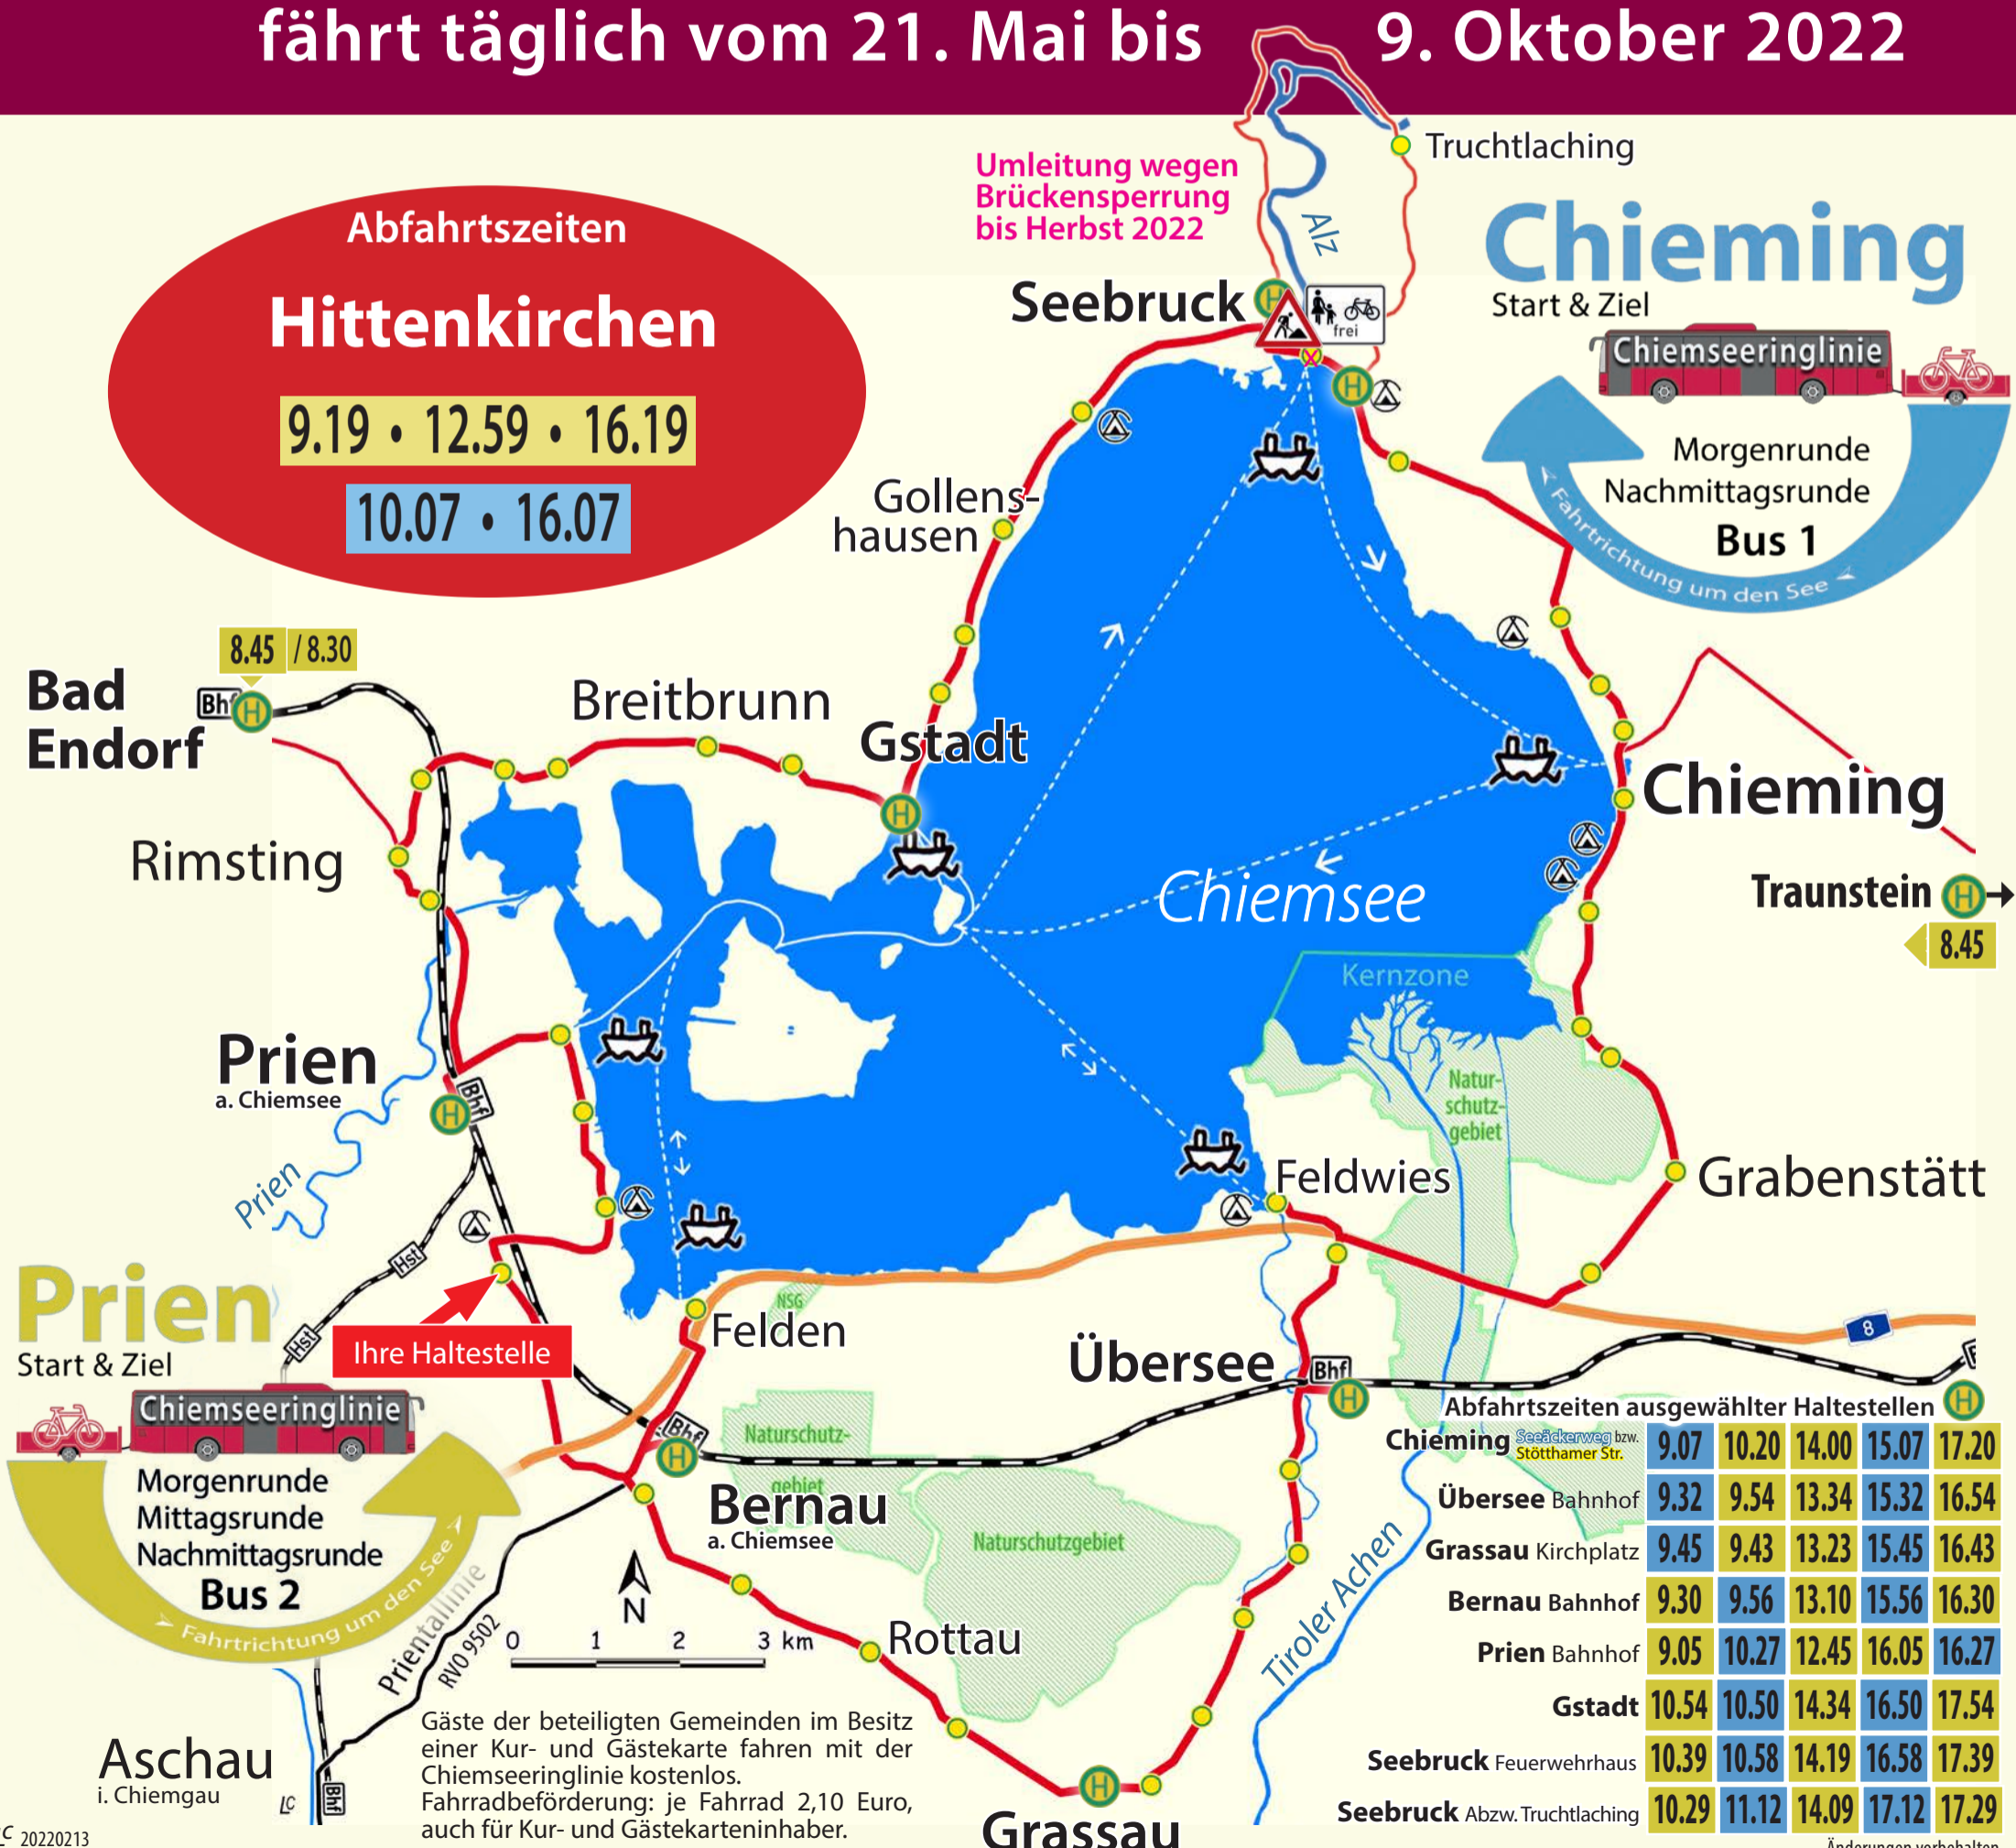 fährt täglich vom 21. Mai bis 9. Oktober 2022
Truchtlaching
Umleitung wegen
Brückensperrung
bis Herbst 2022
Alz
Abfahrtszeiten
Hittenkirchen
9.19 • 12.59 • 16.19
10.07 • 16.07
Seebruck
H
frei
H
Chieming
Start & Ziel
Chiemseeringlinie
Morgenrunde
Nachmittagsrunde
Bus 1
Fahrtrichtung um den See
Gollens-
hausen
8.45 / 8.30
Bad
Endorf
Bhf
H
Breitbrunn
Gstadt
H
Rimsting
Chieming
Chiemsee
Traunstein H
8.45
Kernzone
Prien
a. Chiemsee
Bhf
H
Natur-
schutz-
gebiet
Prien
Feldwies
Grabenstätt
Hst
Hst
Prien
Start & Ziel
Ihre Haltestelle
NSG
Felden
Übersee
Bhf
H
8
H
Chiemseeringlinie
Morgenrunde
Mittagsrunde
Nachmittagsrunde
Bus 2
Fahrtrichtung um den See
Bhf
H
Naturschutz-
gebiet
Bernau
a. Chiemsee
Naturschutzgebiet
Prientallinie
RVO 9502
N
0 1 2 3 km
Rottau
Tiroler Achen
Aschau
i. Chiemgau
Bhf
LC
Gäste der beteiligten Gemeinden im Besitz
einer Kur- und Gästekarte fahren mit der
Chiemseeringlinie kostenlos.
Fahrradbeförderung: je Fahrrad 2,10 Euro,
auch für Kur- und Gästekarteninhaber.
H
Grassau
Abfahrtszeiten ausgewählter Haltestellen
Chieming Seeäckerweg bzw. Stötthamer Str. 9.07 10.20 14.00 15.07 17.20
Übersee Bahnhof 9.32 9.54 13.34 15.32 16.54
Grassau Kirchplatz 9.45 9.43 13.23 15.45 16.43
Bernau Bahnhof 9.30 9.56 13.10 15.56 16.30
Prien Bahnhof 9.05 10.27 12.45 16.05 16.27
Gstadt 10.54 10.50 14.34 16.50 17.54
Seebruck Feuerwehrhaus 10.39 10.58 14.19 16.58 17.39
Seebruck Abzw. Truchtlaching 10.29 11.12 14.09 17.12 17.29
Änderungen vorbehalten
LC 20220213